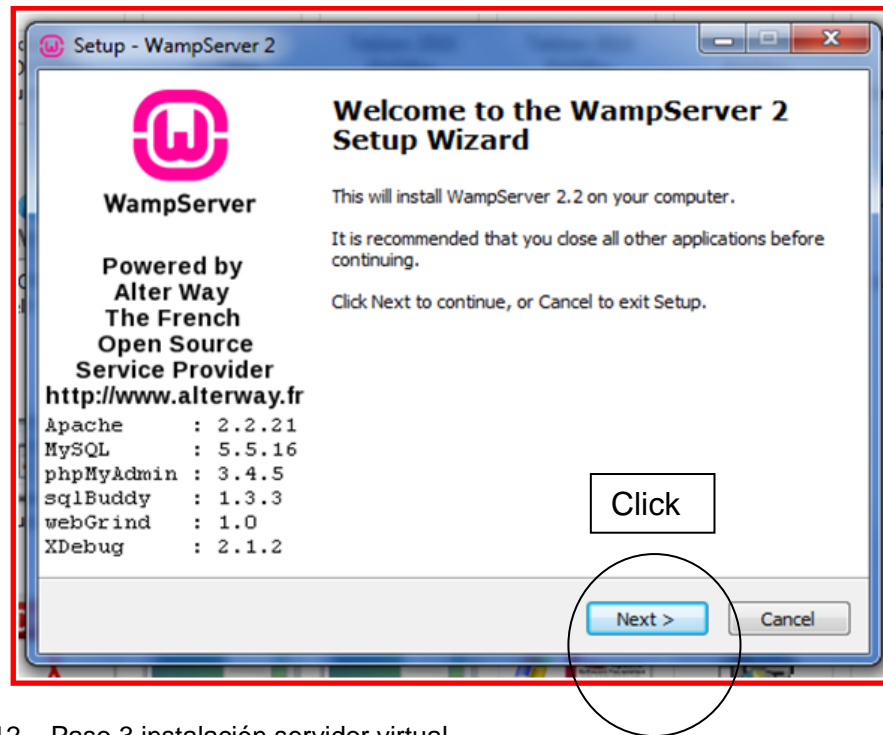 Setup - WampServer 2
WampServer
Powered by
Alter Way
The French
Open Source
Service Provider
http://www.alterway.fr
Apache : 2.2.21
MySQL : 5.5.16
phpMyAdmin : 3.4.5
sqlBuddy : 1.3.3
webGrind : 1.0
XDebug : 2.1.2
Welcome to the WampServer 2
Setup Wizard
This will install WampServer 2.2 on your computer.
It is recommended that you close all other applications before
continuing.
Click Next to continue, or Cancel to exit Setup.
Click
Next >
Cancel
12. Paso 3 instalación servidor virtual